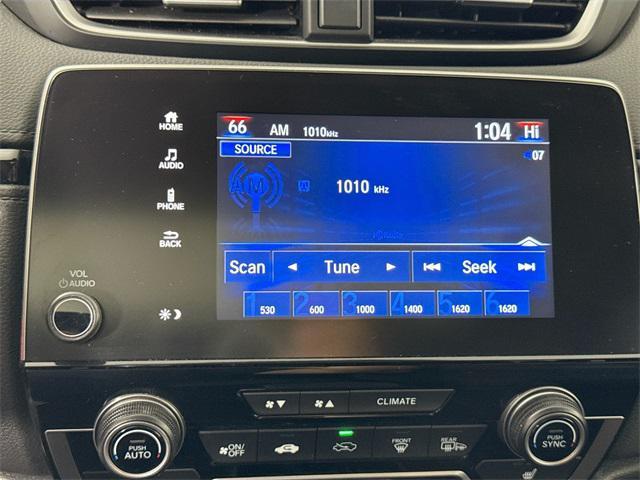 66 AM 1010kHz 1:04 Hi
HOME
SOURCE
07
AUDIO
AM
1010 kHz
PHONE
BACK
Scan Tune Seek
VOL
AUDIO
1 530 2 600 3 1000 4 1400 5 1620 6 1620
CLIMATE
PUSH AUTO
ON/OFF
FRONT
REAR
PUSH SYNC